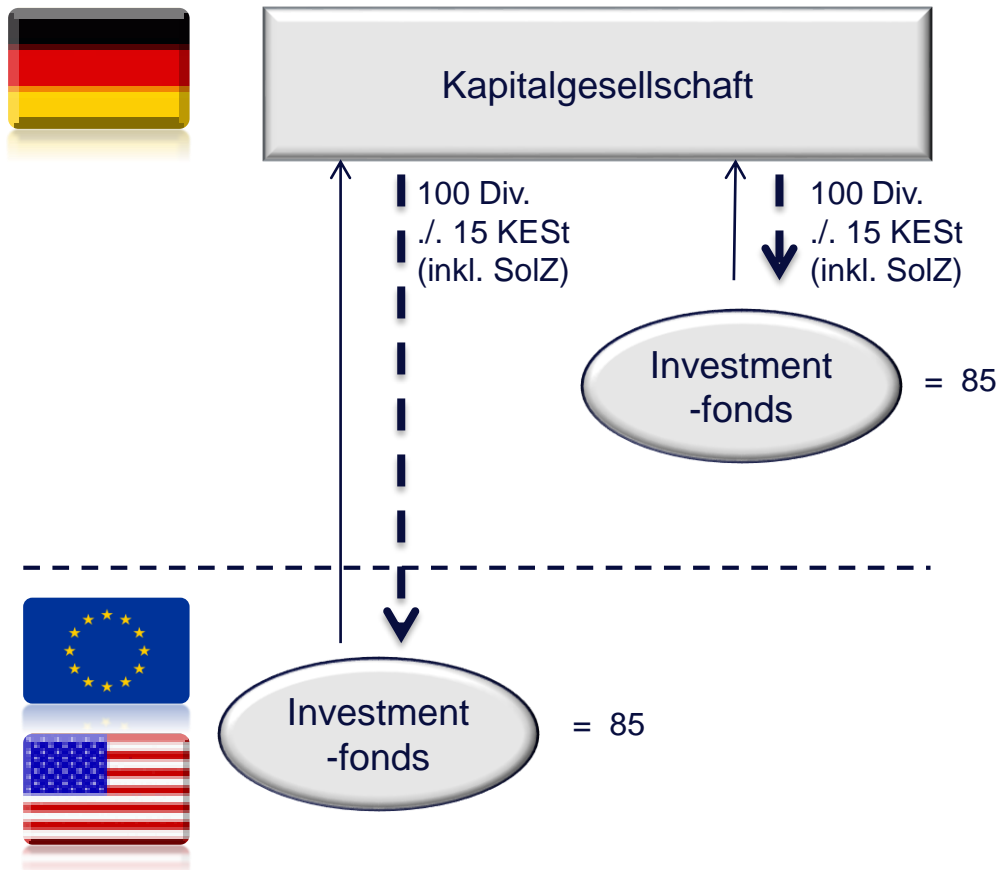 Kapitalgesellschaft
100 Div.
./. 15 KESt
(inkl. SolZ)
100 Div.
./. 15 KESt
(inkl. SolZ)
Investment
-fonds
= 85
Investment
-fonds
= 85